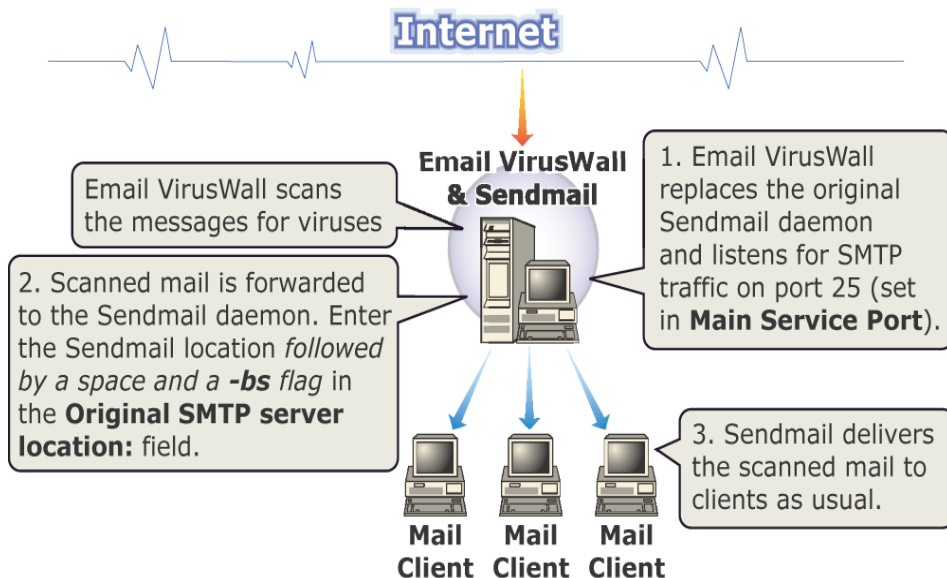 Internet
Email VirusWall
& Sendmail
Email VirusWall scans
the messages for viruses
1. Email VirusWall
replaces the original
Sendmail daemon
and listens for SMTP
traffic on port 25 (set
in Main Service Port).
2. Scanned mail is forwarded
to the Sendmail daemon. Enter
the Sendmail location followed
by a space and a -bs flag in
the Original SMTP server
location: field.
3. Sendmail delivers
the scanned mail to
clients as usual.
Mail
Client
Mail
Client
Mail
Client